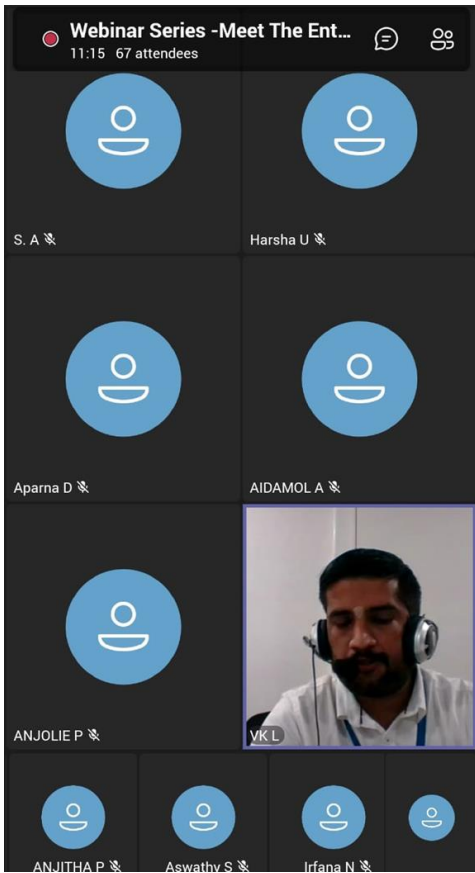 Webinar Series -Meet The Ent...
11:15 67 attendees
S. A
Harsha U
Aparna D
AIDAMOL A
ANJOLIE P
VK L
ANJITHA P
Aswathy S
Irfana N